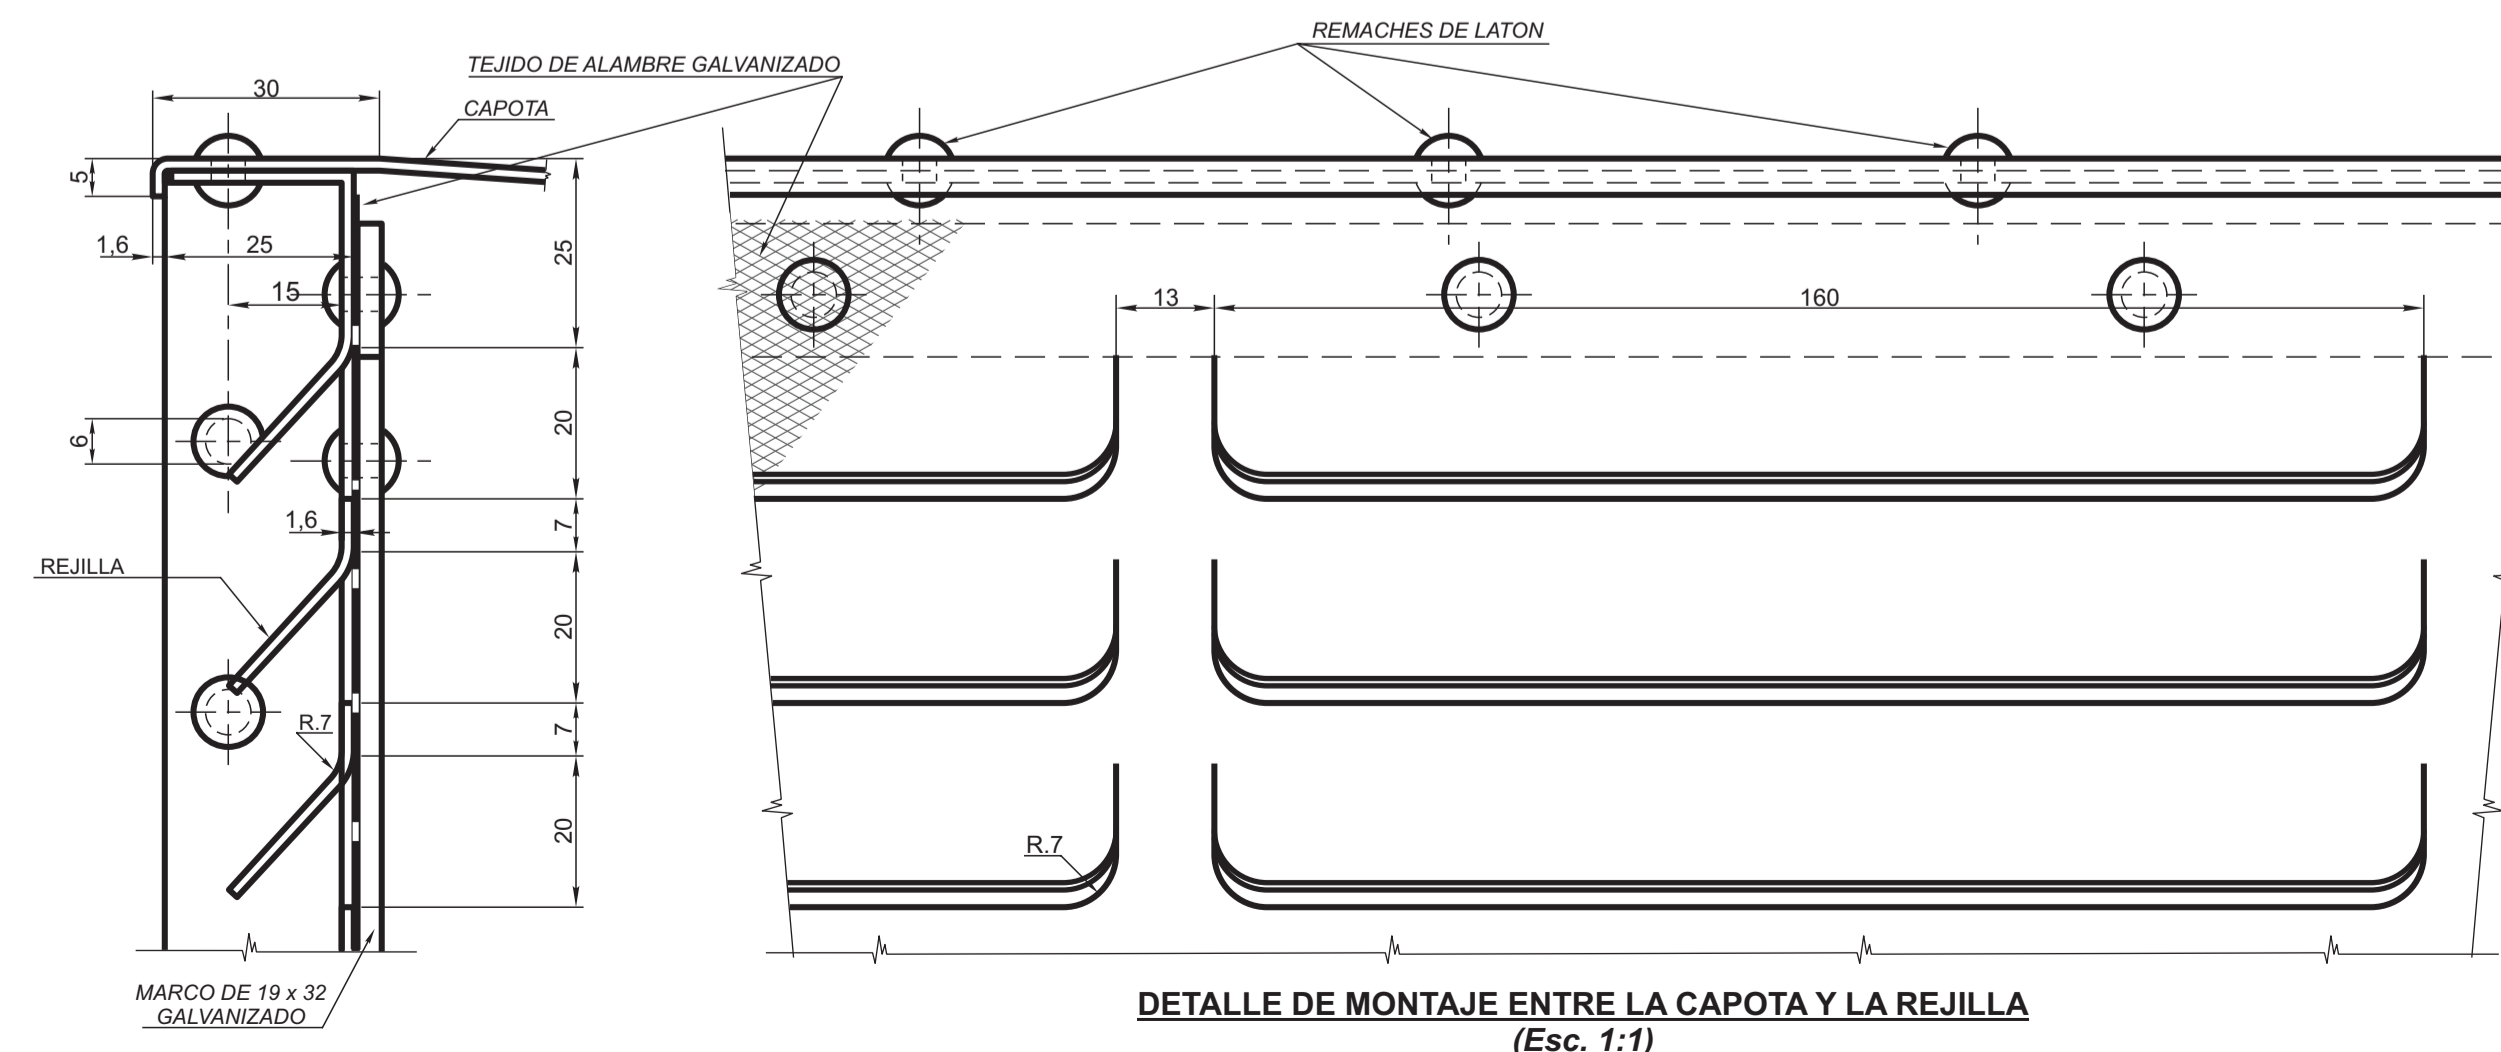 REMACHES DE LATON
TEJIDO DE ALAMBRE GALVANIZADO
30
CAPOTA
5
1,6
25
25
15
13
160
20
6
1,6
7
REJILLA
20
R.7
7
20
R.7
MARCO DE 19 x 32
GALVANIZADO
DETALLE DE MONTAJE ENTRE LA CAPOTA Y LA REJILLA
(Esc. 1:1)